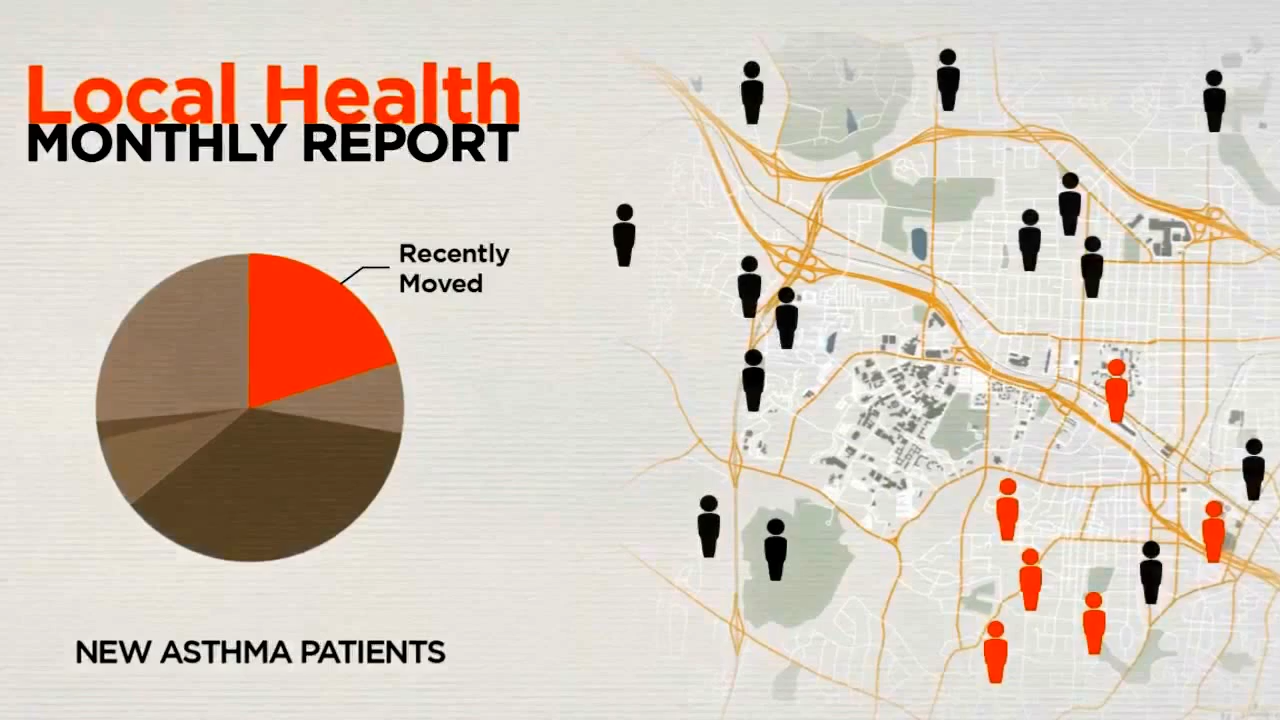 Local Health
MONTHLY REPORT
Recently
Moved
NEW ASTHMA PATIENTS